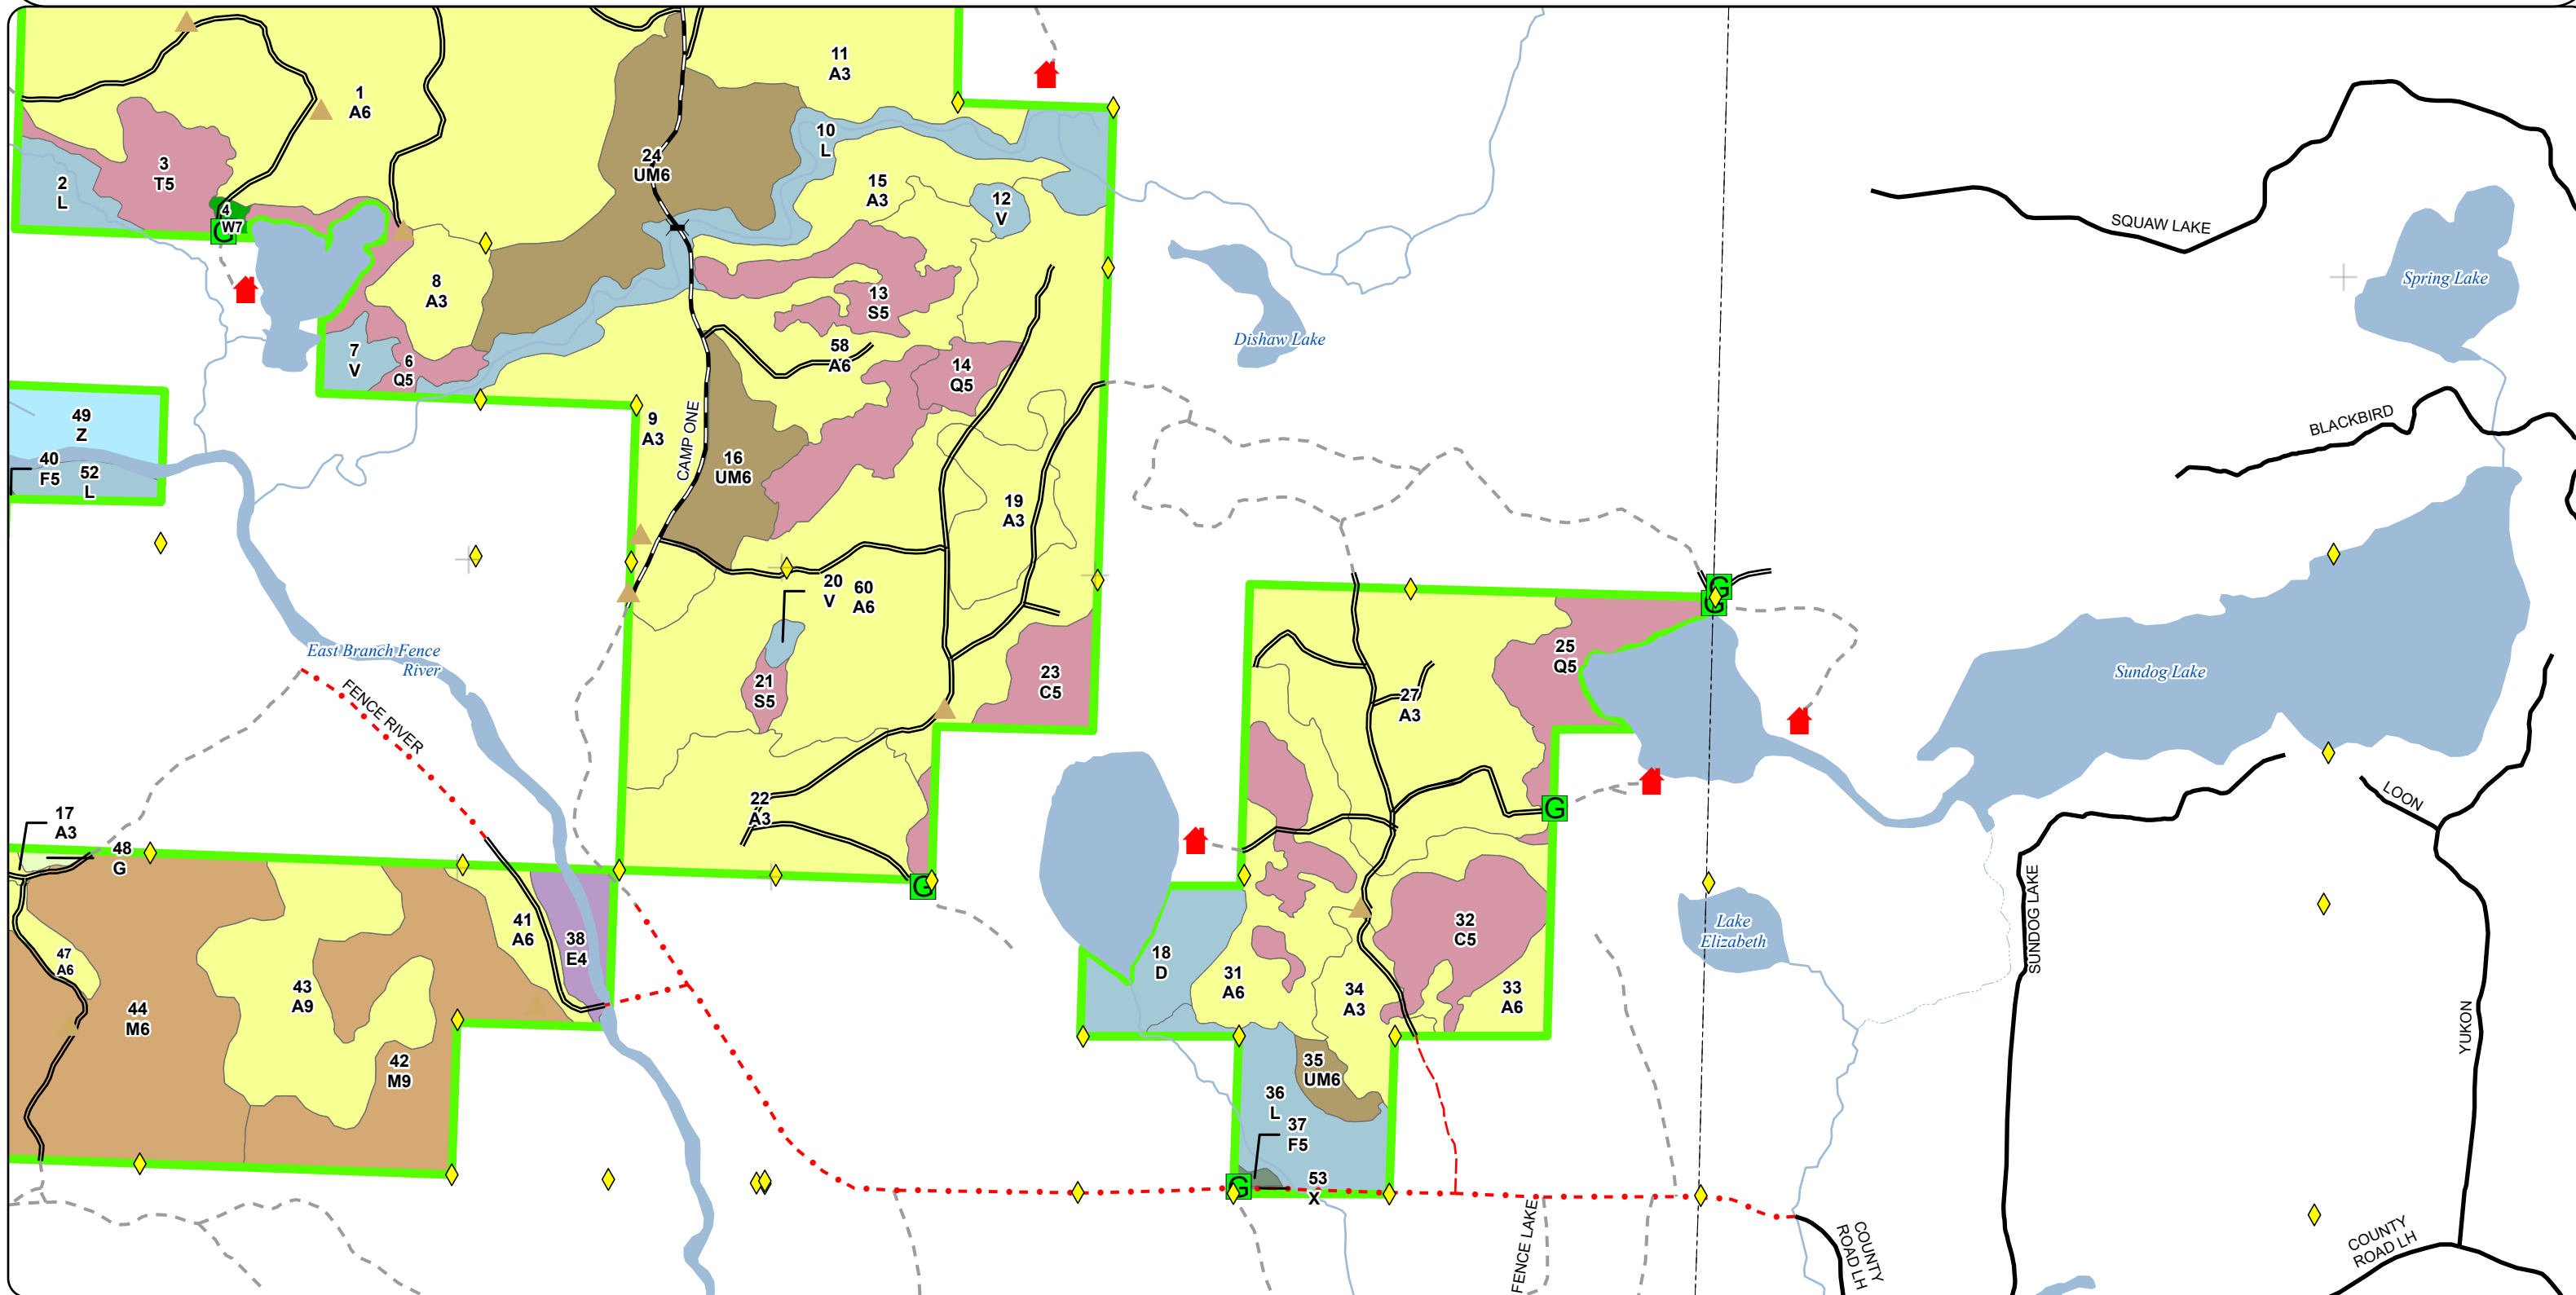 11
A3
1
A6
10
L
24
UM6
3
T5
2
L
15
A3
12
V
4
W7
G
SQUAW LAKE
Spring Lake
8
A3
13
S5
Dishaw Lake
7
V
6
Q5
58
A6
14
Q5
BLACKBIRD
49
Z
9
A3
CAMP ONE
40
F5
52
L
16
UM6
19
A3
20
V
60
A6
G
G
East Branch Fence
River
25
Q5
Sundog Lake
21
S5
23
C5
27
A3
FENCE RIVER
22
A3
17
A3
48
G
G
G
LOON
41
A6
38
E4
32
C5
Lake
Elizabeth
SUNDOG LAKE
47
A6
18
D
31
A6
34
A3
33
A6
43
A9
44
M6
YUKON
42
M9
35
UM6
36
L
37
F5
G
53
X
FENCE LAKE
COUNTY
ROAD LH
COUNTY
ROAD LH